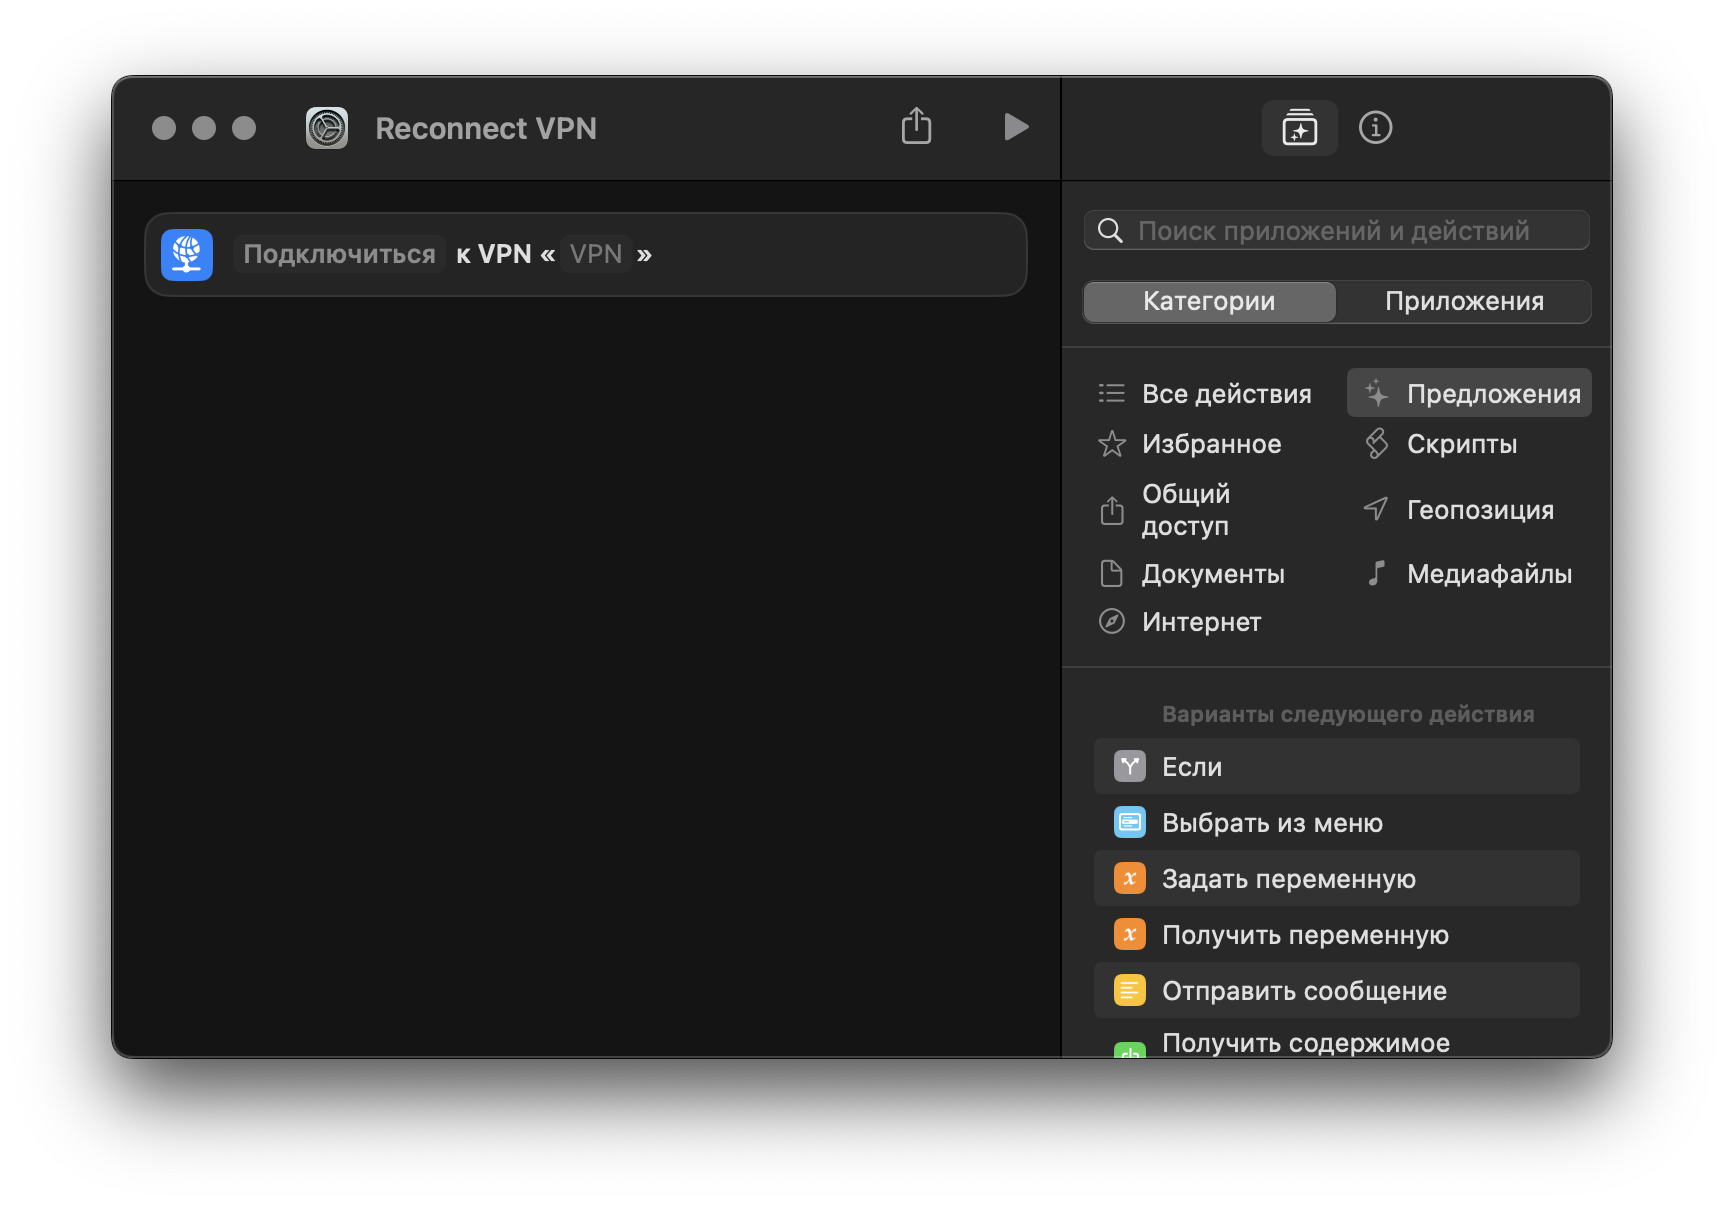 Reconnect VPN
Подключиться к VPN « VPN »
Поиск приложений и действий
Категории
Приложения
Все действия
Предложения
Избранное
Скрипты
Общий
доступ
Геопозиция
Документы
Медиафайлы
Интернет
Варианты следующего действия
Если
Выбрать из меню
Задать переменную
Получить переменную
Отправить сообщение
Получить содержимое